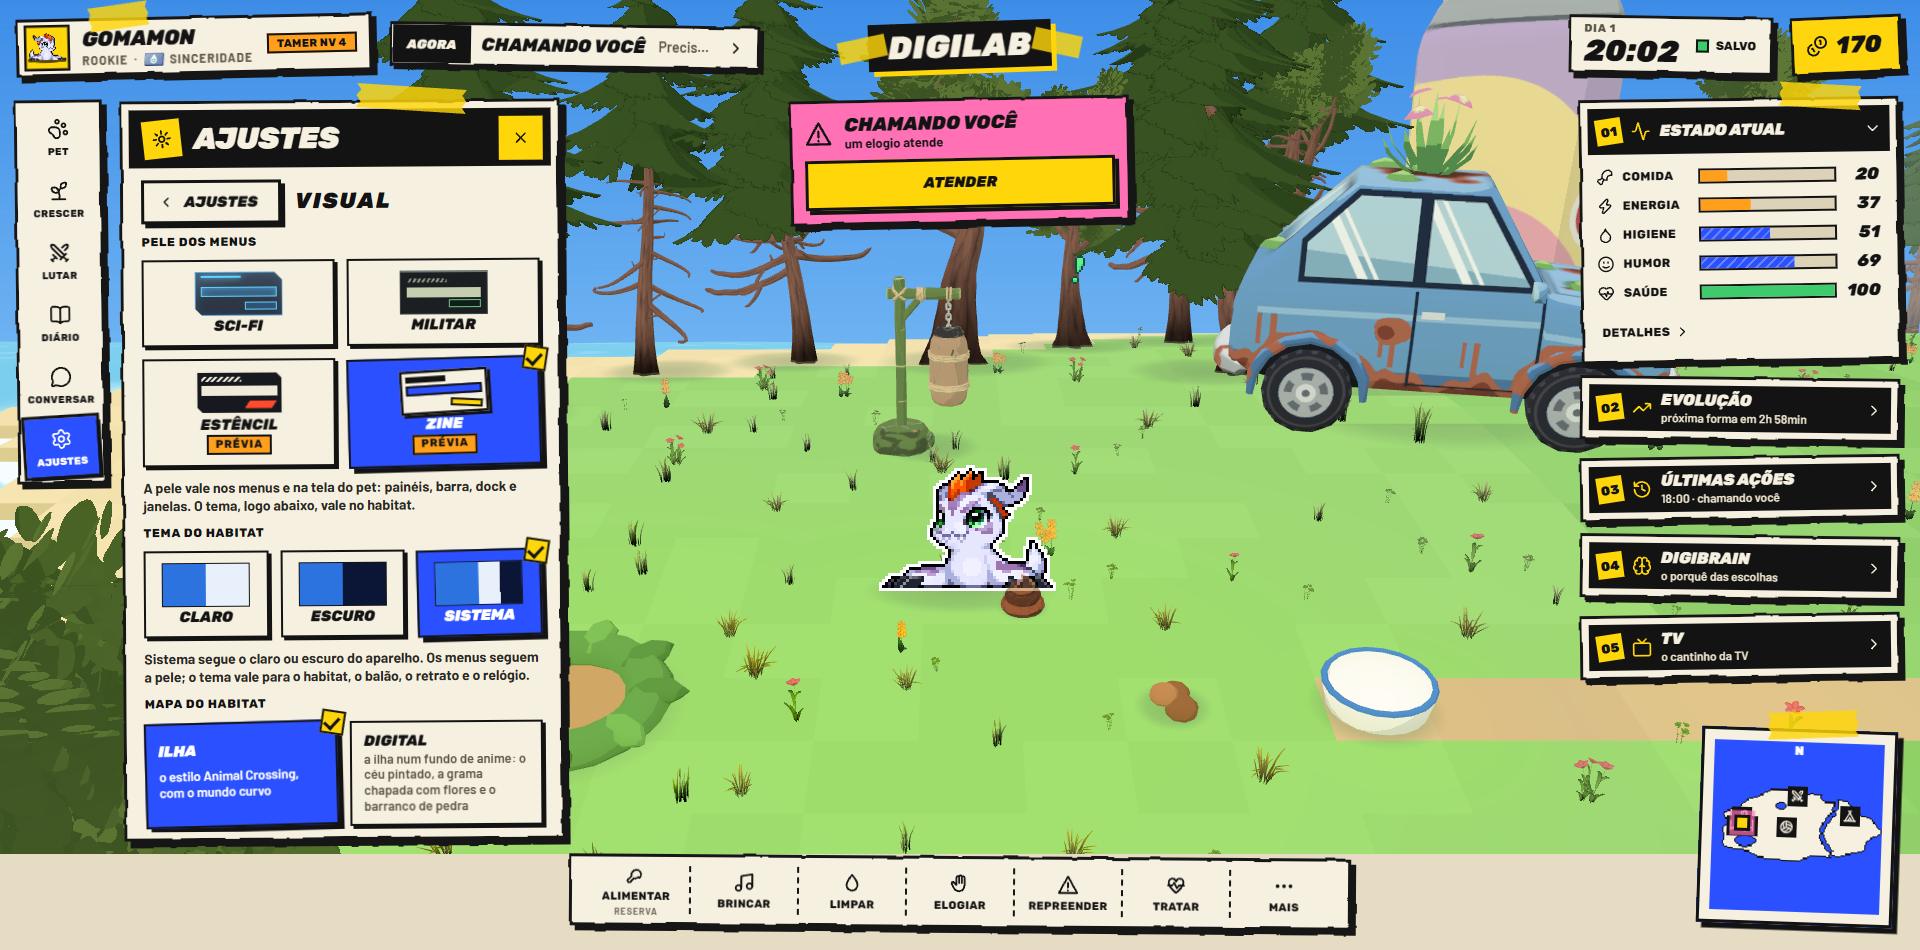 GOMAMON
ROOKIE · SINCERIDADE
TAMER NV 4
AGORA
CHAMANDO VOCÊ
Precis...
DIGILAB
DIA 1
20:02
SALVO
170
PET
CRESCER
LUTAR
DIÁRIO
CONVERSAR
AJUSTES
AJUSTES
AJUSTES
VISUAL
PELE DOS MENUS
SCI-FI
MILITAR
ESTÊNCIL
PRÉVIA
ZINE
PRÉVIA
A pele vale nos menus e na tela do pet: painéis, barra, dock e
janelas. O tema, logo abaixo, vale no habitat.
TEMA DO HABITAT
CLARO
ESCURO
SISTEMA
Sistema segue o claro ou escuro do aparelho. Os menus seguem
a pele; o tema vale para o habitat, o balão, o retrato e o relógio.
MAPA DO HABITAT
ILHA
o estilo Animal Crossing,
com o mundo curvo
DIGITAL
a ilha num fundo de anime: o
céu pintado, a grama
chapada com flores e o
barranco de pedra
CHAMANDO VOCÊ
um elogio atende
ATENDER
01
ESTADO ATUAL
COMIDA 20
ENERGIA 37
HIGIENE 51
HUMOR 69
SAÚDE 100
DETALHES
02
EVOLUÇÃO
próxima forma em 2h 58min
03
ÚLTIMAS AÇÕES
18:00 · chamando você
04
DIGIBRAIN
o porquê das escolhas
05
TV
o cantinho da TV
N
ALIMENTAR
RESERVA
BRINCAR
LIMPAR
ELOGIAR
REPREENDER
TRATAR
MAIS